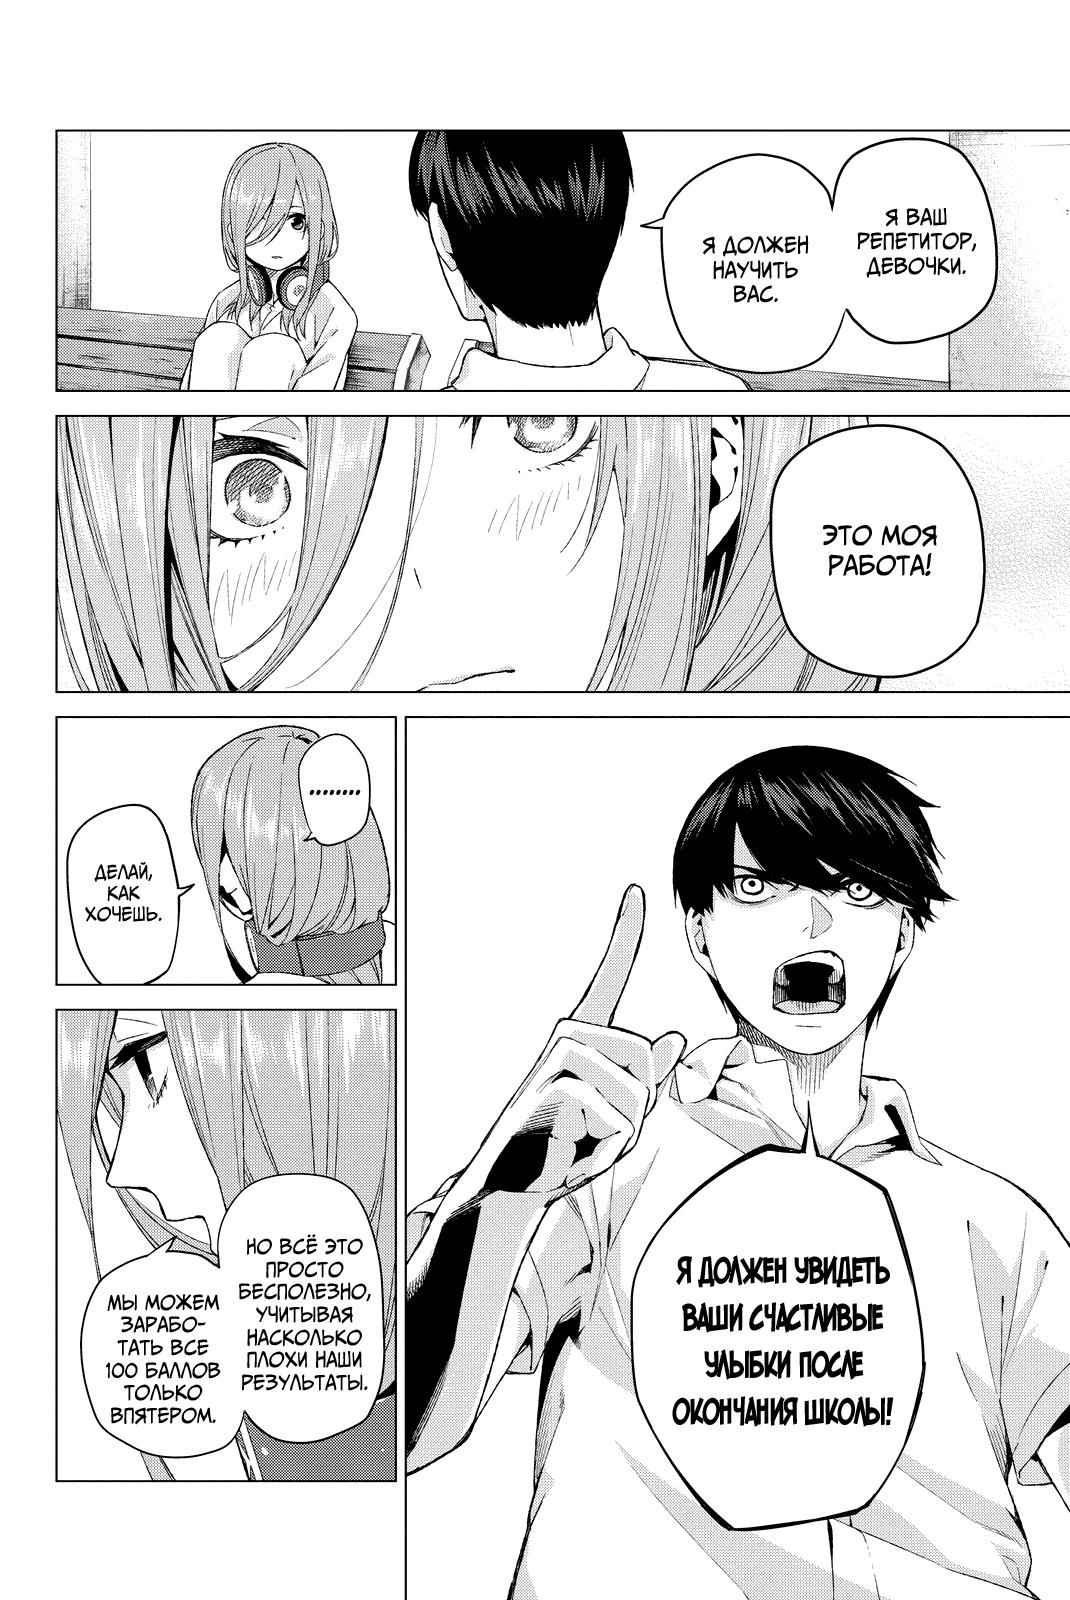 Я ВАШ
РЕПЕТИТОР,
ДЕВОЧКИ.
Я ДОЛЖЕН
НАУЧИТЬ
ВАС.
ЭТО МОЯ
РАБОТА!
Я ДОЛЖЕН УВИДЕТЬ
ВАШИ СЧАСТЛИВЫЕ
УЛЫБКИ ПОСЛЕ
ОКОНЧАНИЯ ШКОЛЫ!
.........
ДЕЛАЙ,
КАК
ХОЧЕШЬ.
НО ВСЁ ЭТО
ПРОСТО
БЕСПОЛЕЗНО,
УЧИТЫВАЯ
НАСКОЛЬКО
ПЛОХИ НАШИ
РЕЗУЛЬТАТЫ.
МЫ МОЖЕМ
ЗАРАБО-
ТАТЬ ВСЕ
100 БАЛЛОВ
ТОЛЬКО
ВПЯТЕРОМ.